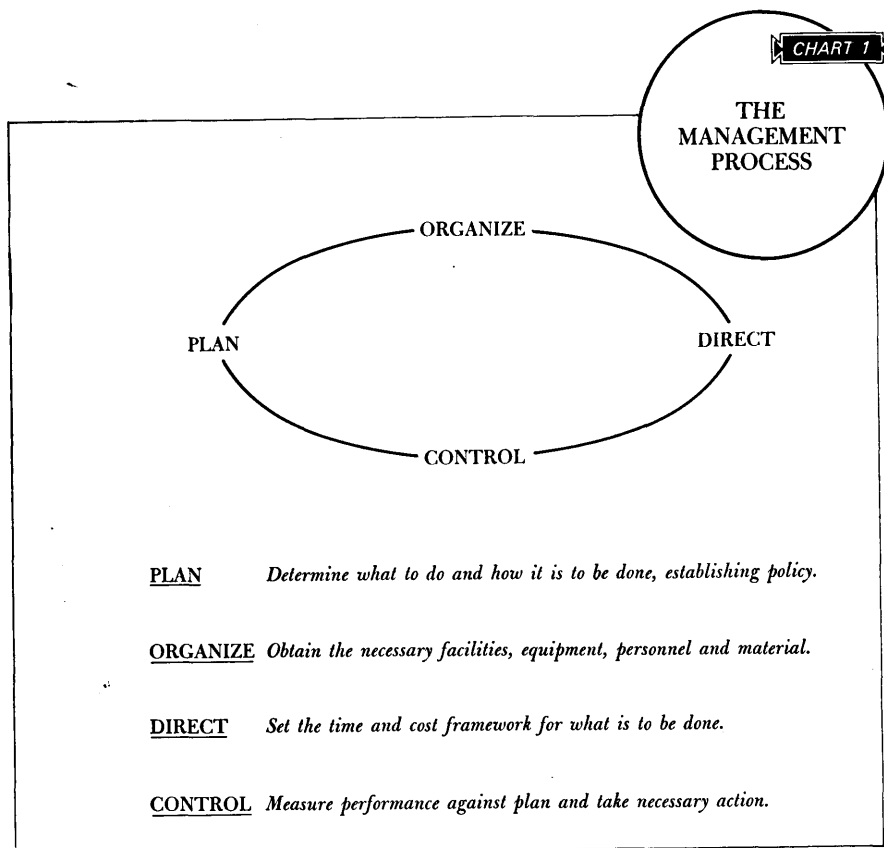 CHART 1
THE
MANAGEMENT
PROCESS
ORGANIZE
PLAN
DIRECT
CONTROL
PLAN Determine what to do and how it is to be done, establishing policy.
ORGANIZE Obtain the necessary facilities, equipment, personnel and material.
DIRECT Set the time and cost framework for what is to be done.
CONTROL Measure performance against plan and take necessary action.